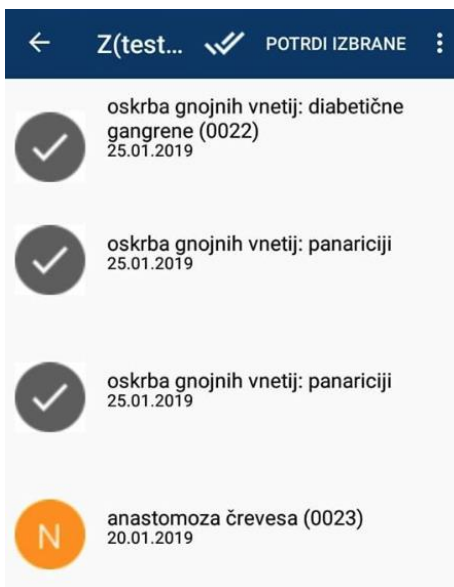 Z(test... POTRDI IZBRANE
oskrba gnojnih vnetij: diabetične
gangrene (0022)
25.01.2019
oskrba gnojnih vnetij: panariciji
25.01.2019
oskrba gnojnih vnetij: panariciji
25.01.2019
N
anastomoza črevesa (0023)
20.01.2019